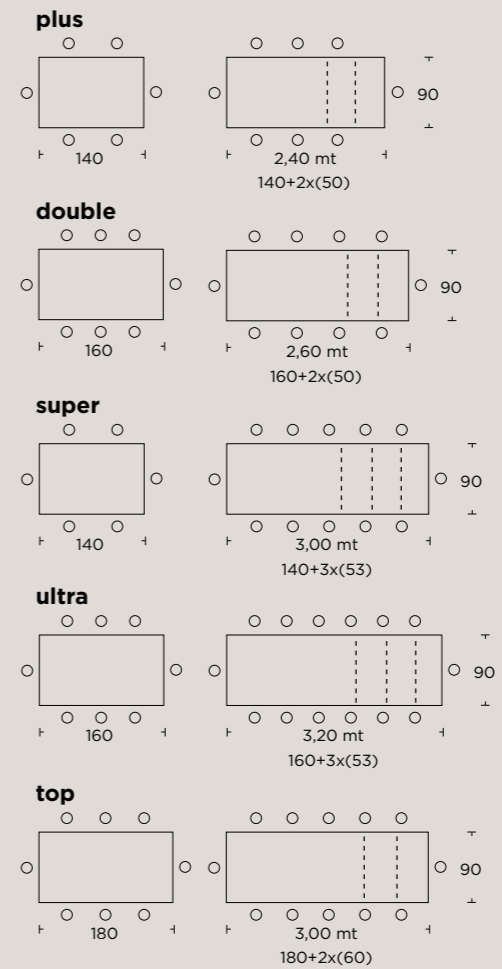 plus
90
140
2,40 mt
140+2x(50)
double
90
160
2,60 mt
160+2x(50)
super
90
140
3,00 mt
140+3x(53)
ultra
90
160
3,20 mt
160+3x(53)
top
90
180
3,00 mt
180+2x(60)